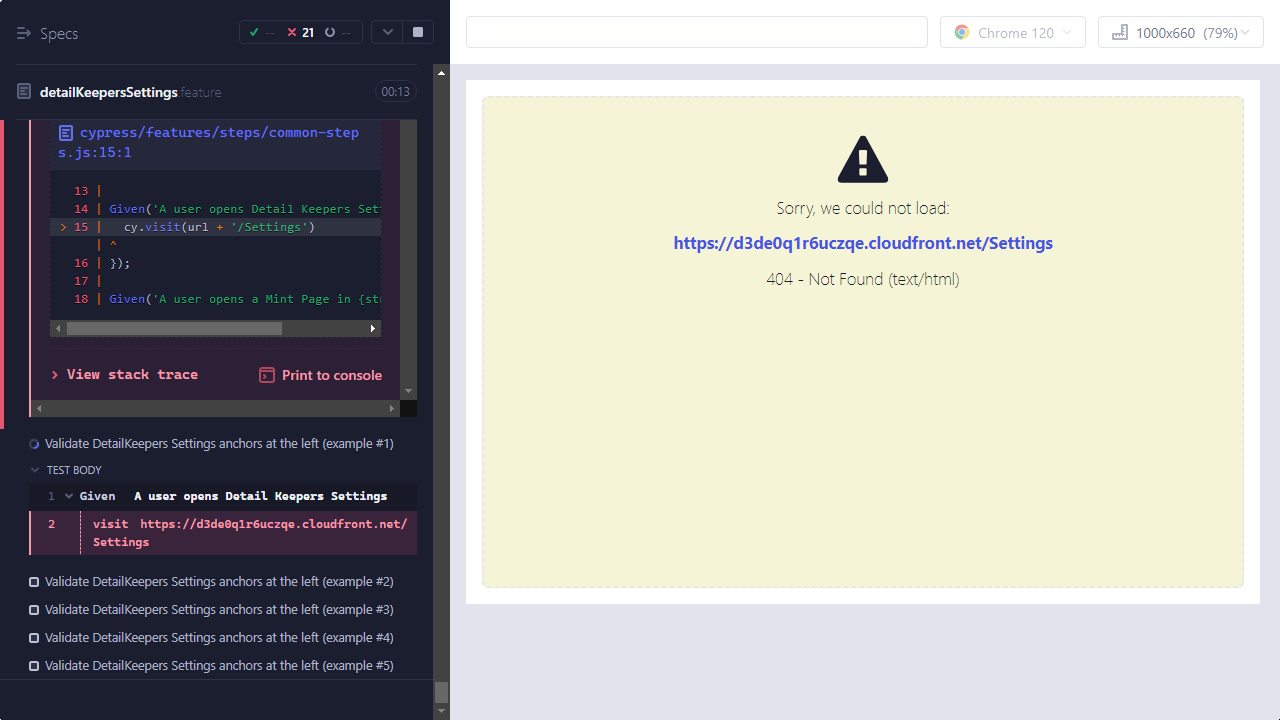 Specs
--
21
--
Chrome 120
1000x660 (79%)
detailKeepersSettings feature
00:13
cypress/features/steps/common-step
s.js:15:1
13 |
14 | Given('A user opens Detail Keepers Set
> 15 |   cy.visit(url + '/Settings')
| ^
16 | });
17 |
18 | Given('A user opens a Mint Page in {st
> View stack trace
Print to console
Validate DetailKeepers Settings anchors at the left (example #1)
TEST BODY
1 Given A user opens Detail Keepers Settings
2 visit https://d3de0q1r6uczqe.cloudfront.net/
Settings
Validate DetailKeepers Settings anchors at the left (example #2)
Validate DetailKeepers Settings anchors at the left (example #3)
Validate DetailKeepers Settings anchors at the left (example #4)
Validate DetailKeepers Settings anchors at the left (example #5)
Sorry, we could not load:
https://d3de0q1r6uczqe.cloudfront.net/Settings
404 - Not Found (text/html)